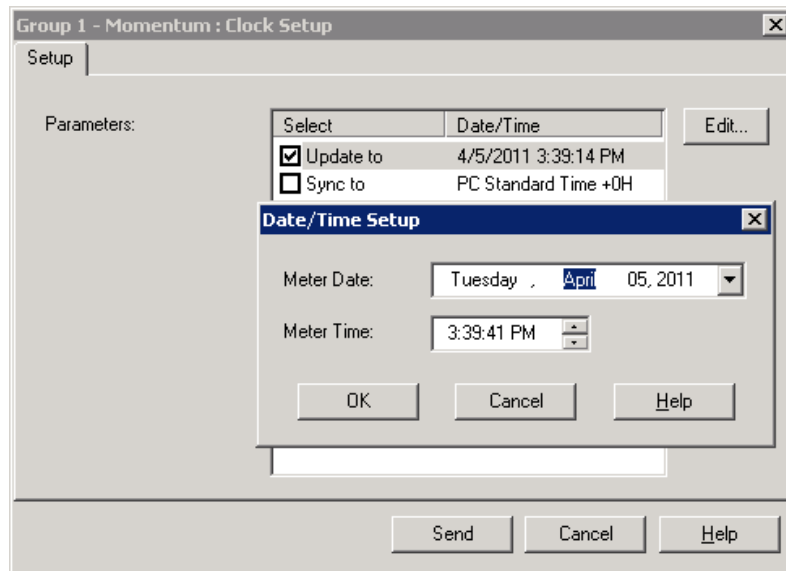 Group 1 - Momentum : Clock Setup
Setup
Parameters:
Select Date/Time
Edit...
Update to 4/5/2011 3:39:14 PM
Sync to PC Standard Time +0H
Date/Time Setup
Meter Date: Tuesday , April 05, 2011
Meter Time: 3:39:41 PM
OK Cancel Help
Send Cancel Help